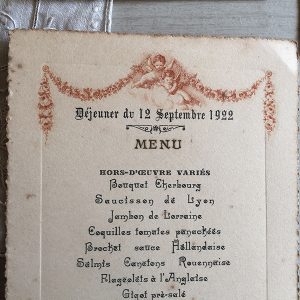 Déjeuner du 12 Septembre 1922
MENU
HORS-D'ŒUVRE VARIÉS
Bouquet Cherbourg
Saucisson de Lyon
Jambon de Lorraine
Coquilles tomates panachées
Brochet sauce Hollandaise
Salmis Canetons Rouennaise
Flageolets à l'Anglaise
Gigot pré-salé